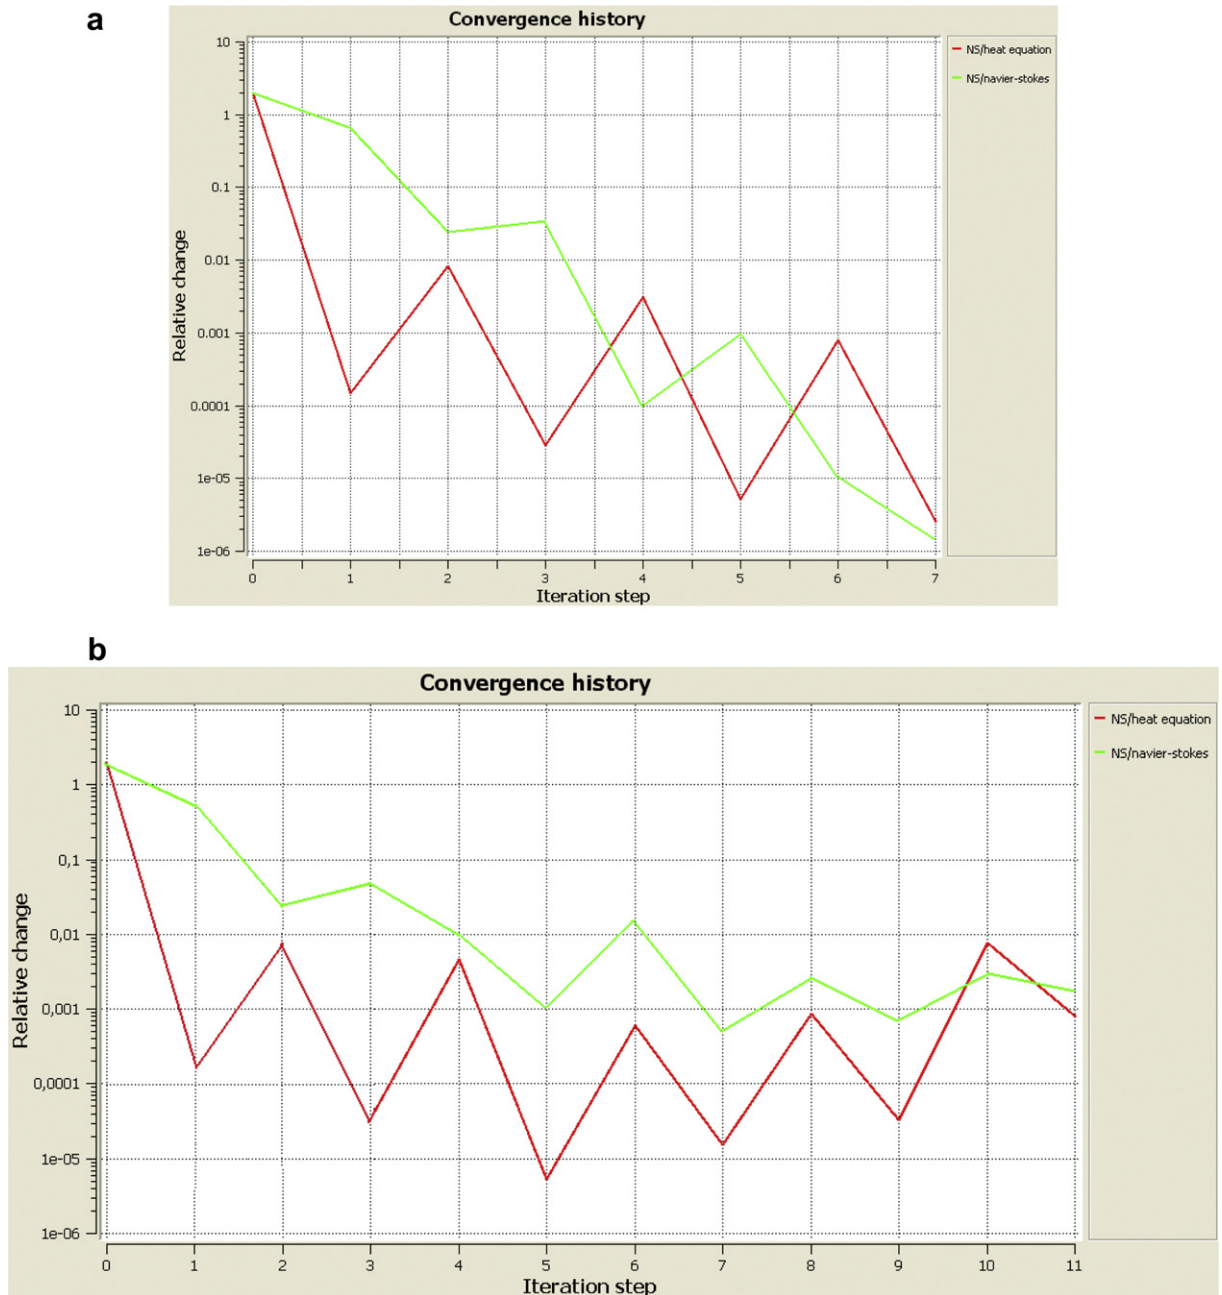 a
Convergence history
10
1
0.1
0.01
0.001
0.0001
1e-05
1e-06
Relative change
0 1 2 3 4 5 6 7
Iteration step
NS/heat equation
NS/navier-stokes
b
Convergence history
10
1
0,1
0,01
0,001
0,0001
1e-05
1e-06
Relative change
0 1 2 3 4 5 6 7 8 9 10 11
Iteration step
NS/heat equation
NS/navier-stokes